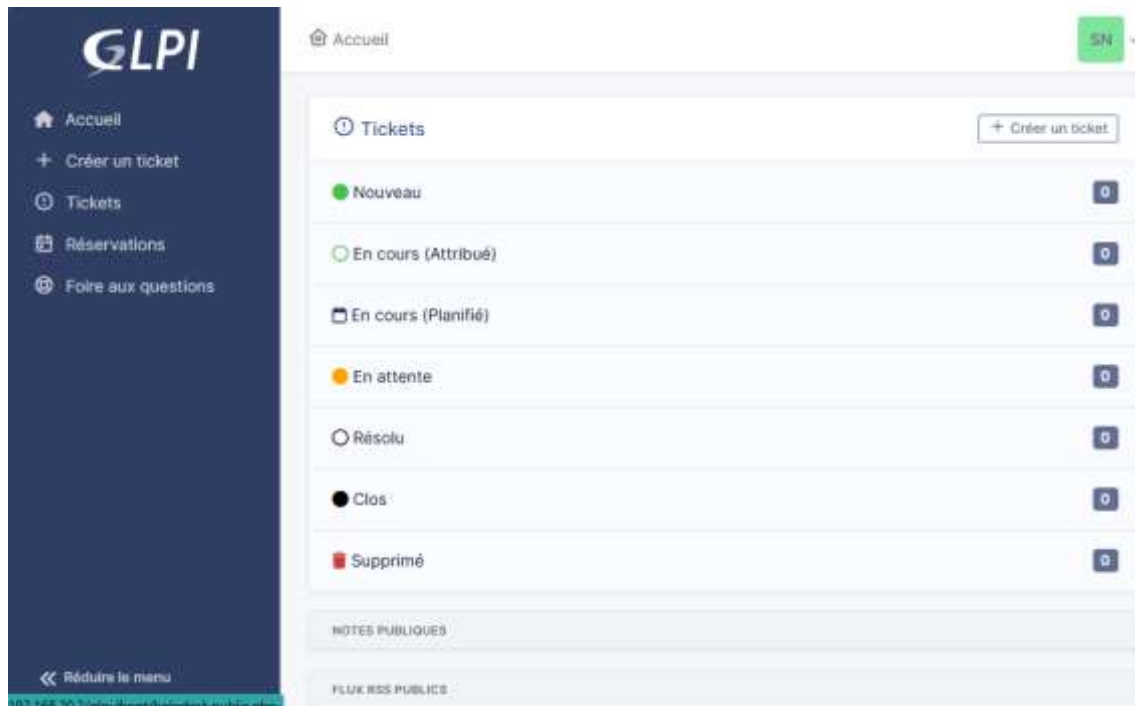 GLPI
Accueil
Créer un ticket
Tickets
Réservations
Foire aux questions
Réduire le menu
Accueil
SN
Tickets
+ Créer un ticket
Nouveau 0
En cours (Attribué) 0
En cours (Planifié) 0
En attente 0
Résolu 0
Clos 0
Supprimé 0
NOTES PUBLIQUES
FLUX RSS PUBLICS